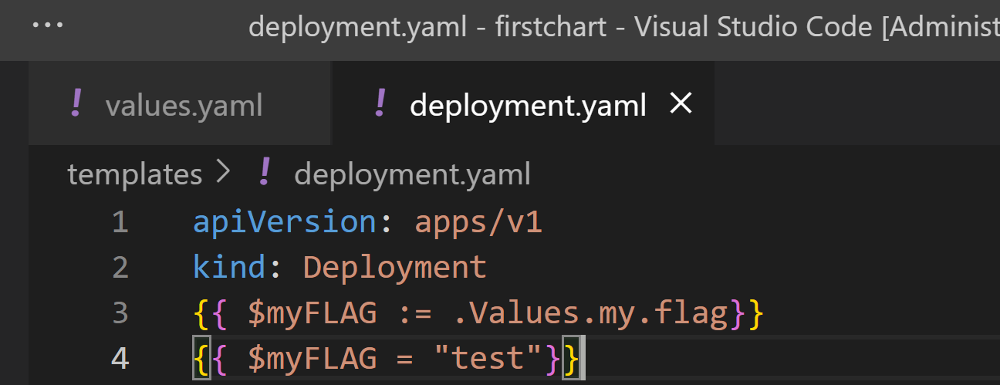 ··· deployment.yaml - firstchart - Visual Studio Code [Administ
! values.yaml ! deployment.yaml ×
templates > ! deployment.yaml
1 apiVersion: apps/v1
2 kind: Deployment
3 {{ $myFLAG := .Values.my.flag}}
4 {{ $myFLAG = "test"}}